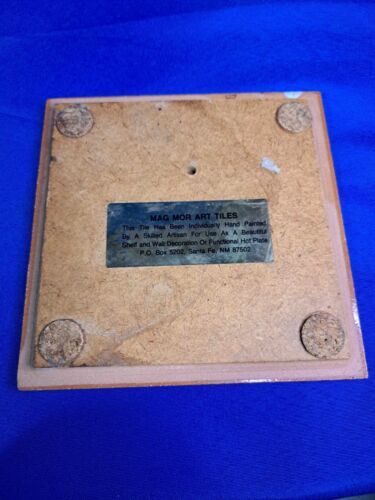 MAG MOR ART TILES
This Tile Has Been Individually Hand Painted
By A Skilled Artisan For Use As A Beautiful
Shelf and Wall Decoration Or Functional Hot Plate
P.O. Box 5202, Santa Fe, NM 87502